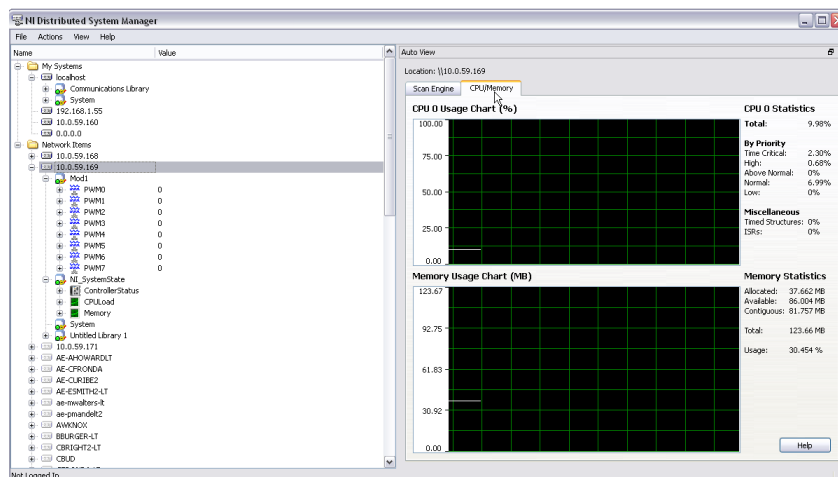 NI Distributed System Manager
File Actions View Help
Name Value
My Systems
localhost
Communications Library
System
192.168.1.55
10.0.59.160
0.0.0.0
Network Items
10.0.59.168
10.0.59.169
Mod1
PWM0 0
PWM1 0
PWM2 0
PWM3 0
PWM4 0
PWM5 0
PWM6 0
PWM7 0
NI_SystemState
ControllerStatus
CPULoad
Memory
System
Untitled Library 1
10.0.59.171
AE-AHOWARDLT
AE-CFRONDA
AE-CURIBE2
AE-ESMITH2-LT
ae-mwalters-lt
ae-pmandelt2
AWKNOX
BBURGER-LT
CBRIGHT2-LT
CBUD
Not Logged In
Auto View
Location: \\10.0.59.169
Scan Engine CPU/Memory
CPU 0 Usage Chart (%)
100.00
75.00
50.00
25.00
0.00
CPU 0 Statistics
Total: 9.98%
By Priority
Time Critical: 2.30%
High: 0.68%
Above Normal: 0%
Normal: 6.99%
Low: 0%
Miscellaneous
Timed Structures: 0%
ISRs: 0%
Memory Usage Chart (MB)
123.67
92.75
61.83
30.92
0.00
Memory Statistics
Allocated: 37.662 MB
Available: 86.004 MB
Contiguous: 81.757 MB
Total: 123.66 MB
Usage: 30.454 %
Help